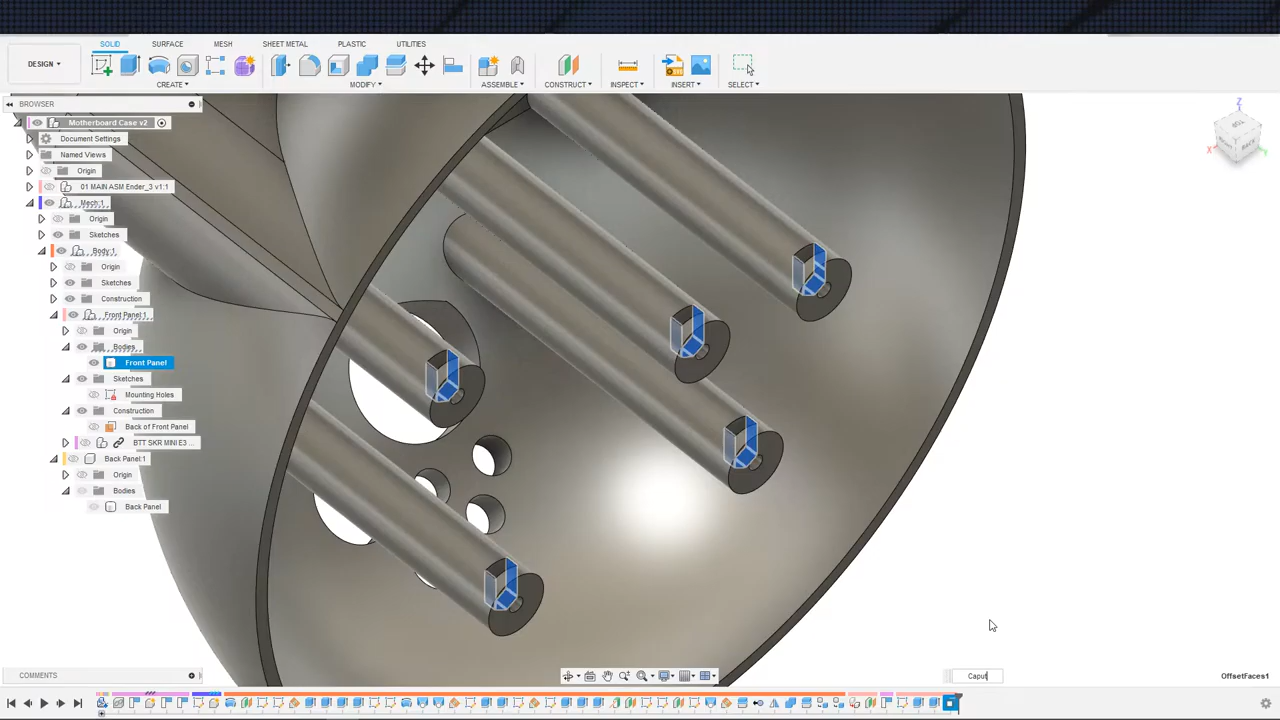 SOLID SURFACE MESH SHEET METAL PLASTIC UTILITIES
DESIGN
CREATE MODIFY ASSEMBLE CONSTRUCT INSPECT INSERT SELECT
BROWSER
Motherboard Case v2
Document Settings
Named Views
Origin
01 MAIN ASM Ender_3 v1:1
Mech:1
Origin
Sketches
Body:1
Origin
Sketches
Construction
Front Panel:1
Origin
Bodies
Front Panel
Sketches
Mounting Holes
Construction
Back of Front Panel
BTT SKR MINI E3 ...
Back Panel:1
Origin
Bodies
Back Panel
Z
TOP
BACK
X
Y
COMMENTS
Caput
OffsetFaces1